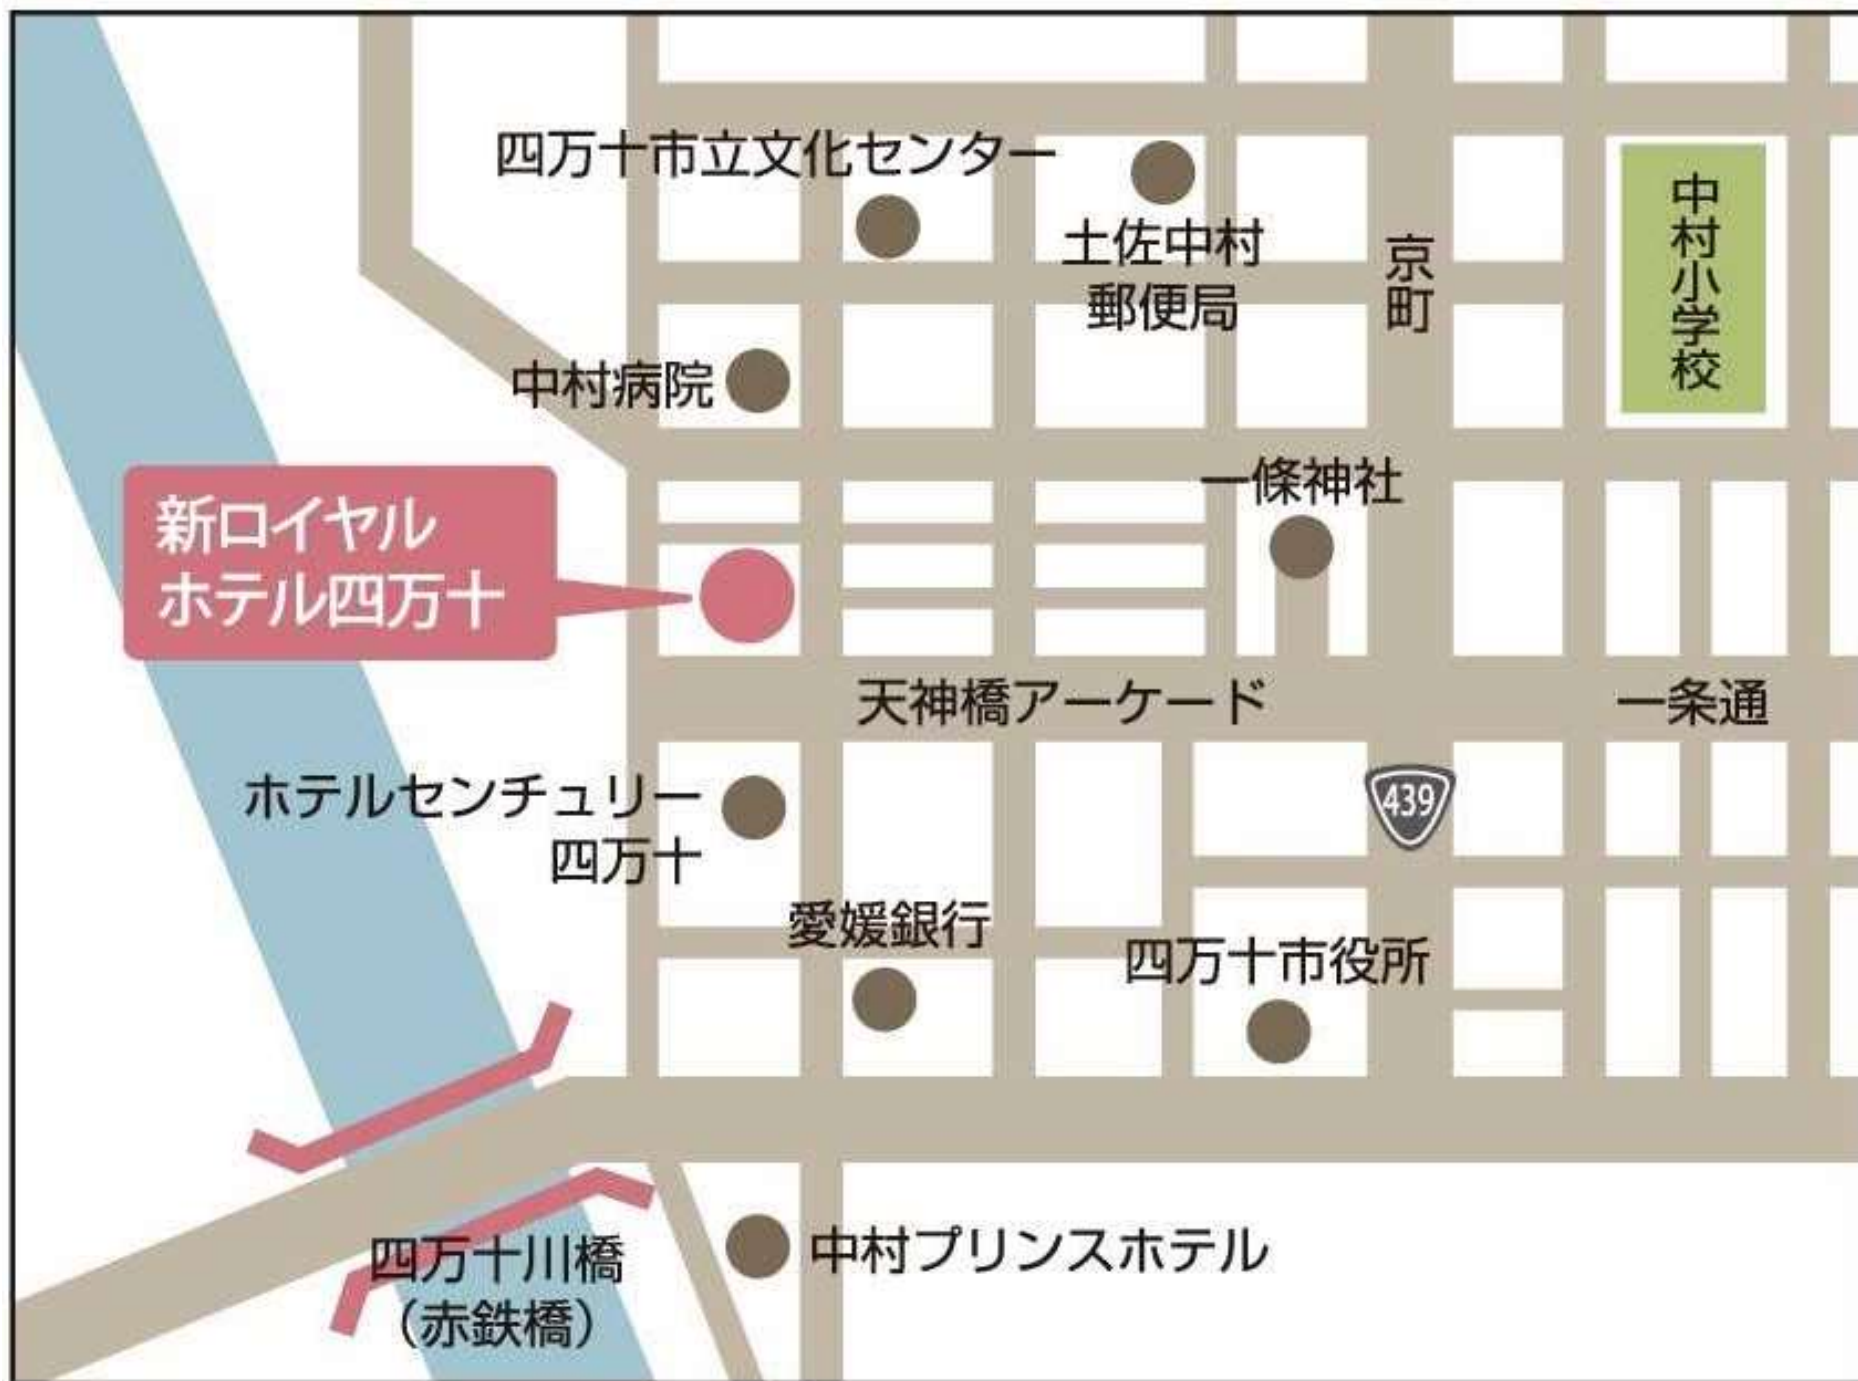 四万十市立文化センター
土佐中村
郵便局
京町
中村小学校
中村病院
一條神社
新ロイヤル
ホテル四万十
天神橋アーケード
一条通
ホテルセンチュリー
四万十
439
愛媛銀行
四万十市役所
中村プリンスホテル
四万十川橋
（赤鉄橋）